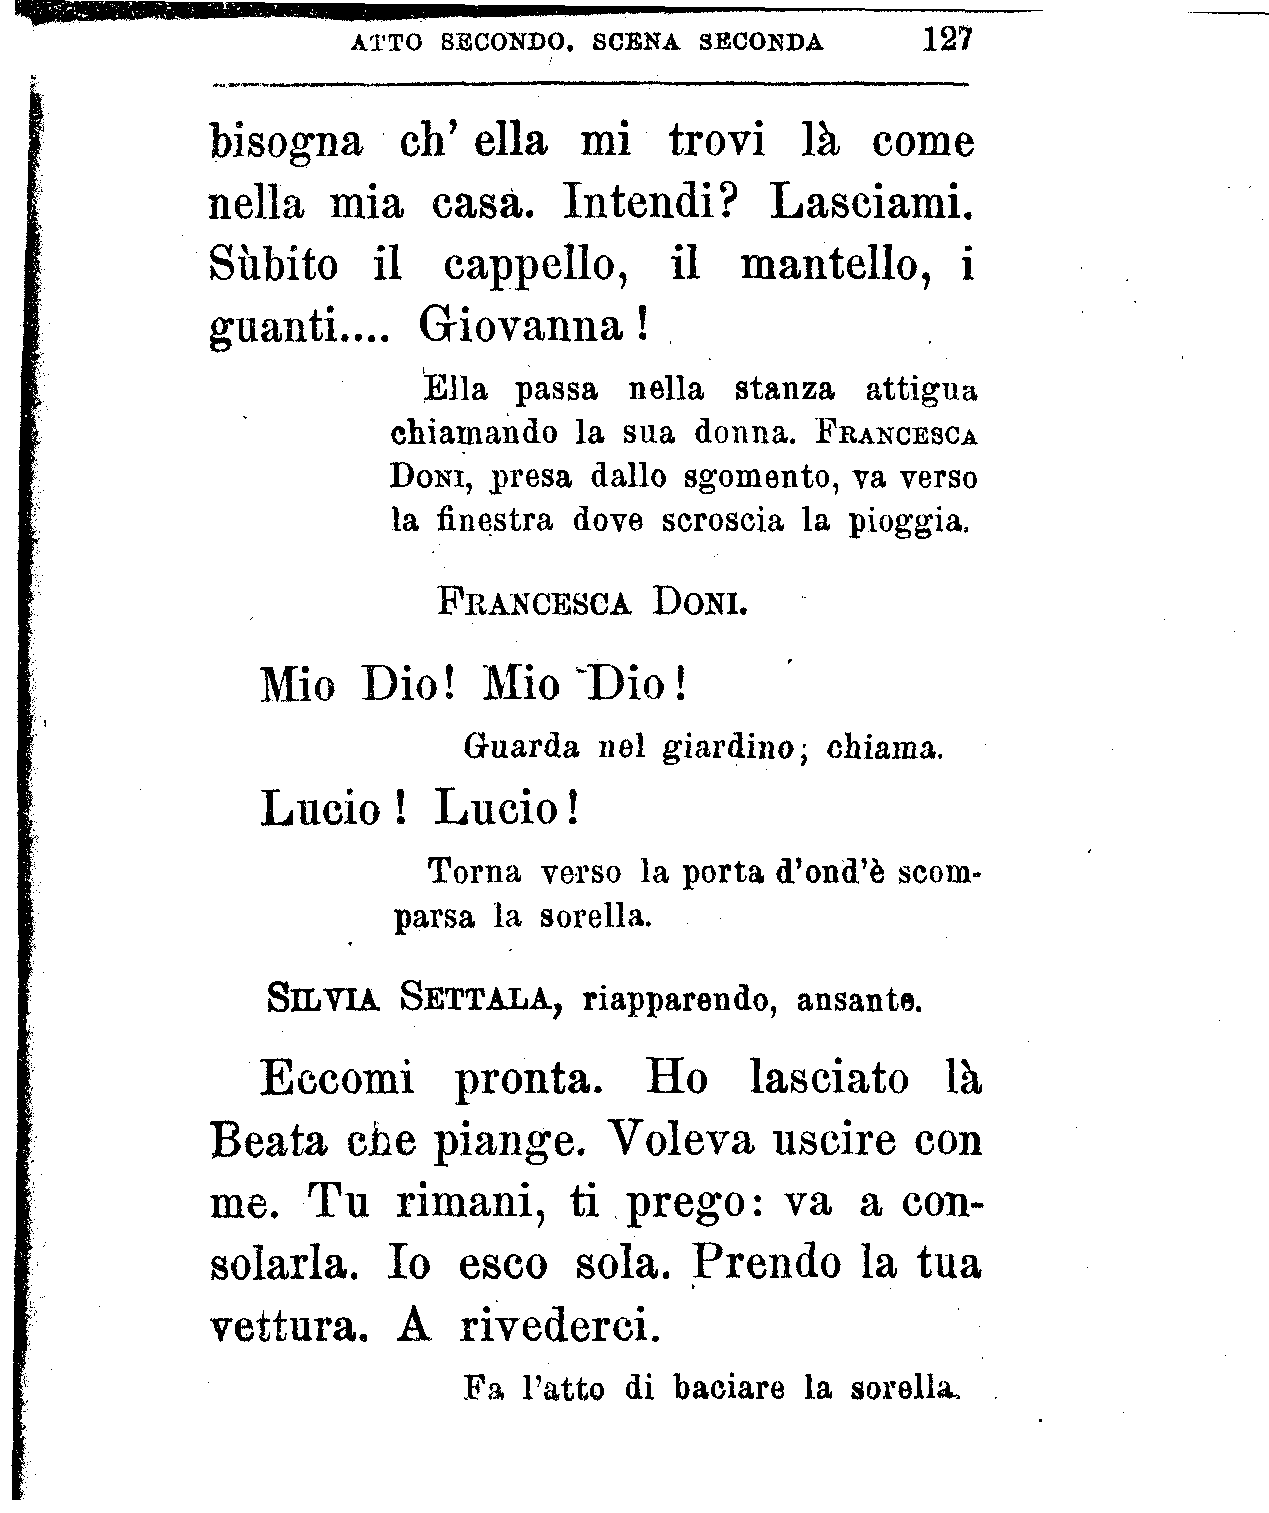 ATTO SECONDO. SCENA SECONDA 127
bisogna ch' ella mi trovi là come
nella mia casa. Intendi? Lasciami.
Sùbito il cappello, il mantello, i
guanti.... Giovanna!
Ella passa nella stanza attigua
chiamando la sua donna. FRANCESCA
DONI, presa dallo sgomento, va verso
la finestra dove scroscia la pioggia.
FRANCESCA DONI.
Mio Dio! Mio Dio!
Guarda nel giardino; chiama.
Lucio! Lucio!
Torna verso la porta d'ond'è scom-
parsa la sorella.
SILVIA SETTALA, riapparendo, ansante.
Eccomi pronta. Ho lasciato là
Beata che piange. Voleva uscire con
me. Tu rimani, ti prego: va a con-
solarla. Io esco sola. Prendo la tua
vettura. A rivederci.
Fa l'atto di baciare la sorella.